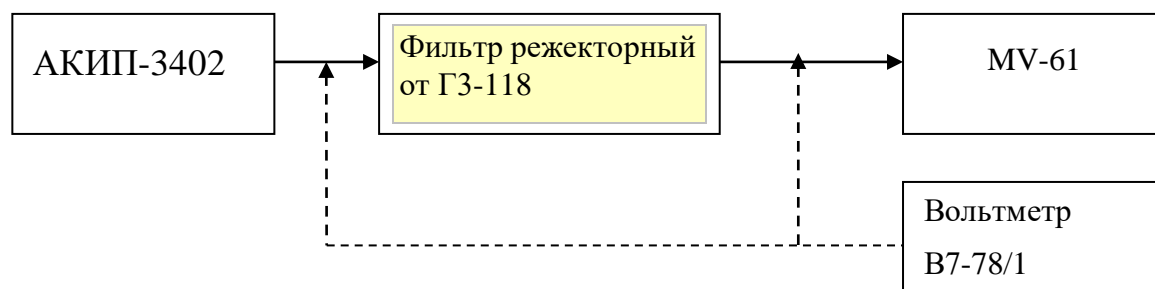 АКИП-3402
Фильтр режекторный
от Г3-118
MV-61
Вольтметр
В7-78/1